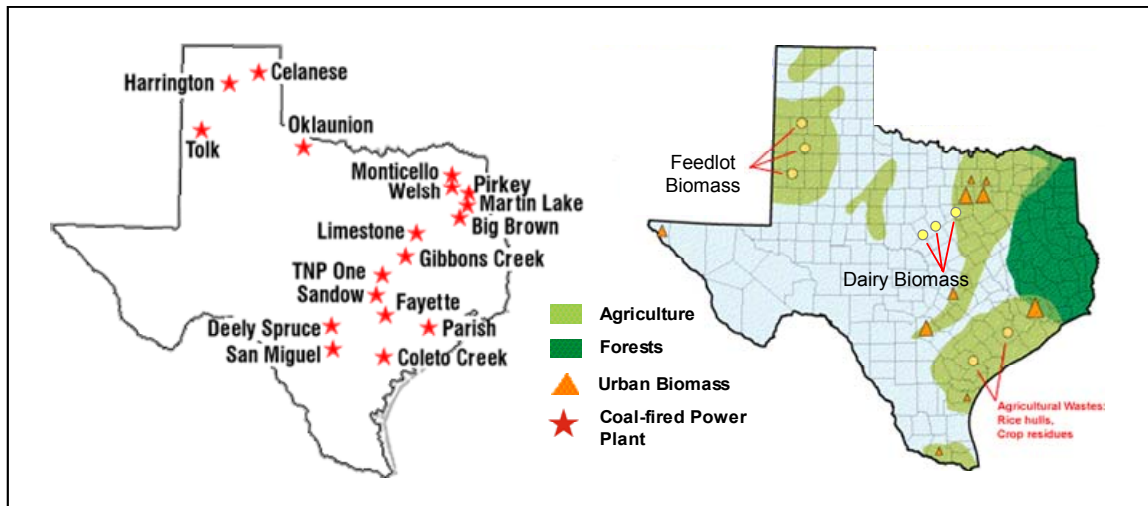 Harrington
Celanese
Tolk
Oklaunion
Monticello
Welsh
Pirkey
Martin Lake
Big Brown
Limestone
Gibbons Creek
TNP One
Sandow
Fayette
Deely Spruce
Parish
San Miguel
Coleto Creek
Agriculture
Forests
Urban Biomass
Coal-fired Power
Plant
Feedlot
Biomass
Dairy Biomass
Agricultural Wastes:
Rice hulls,
Crop residues